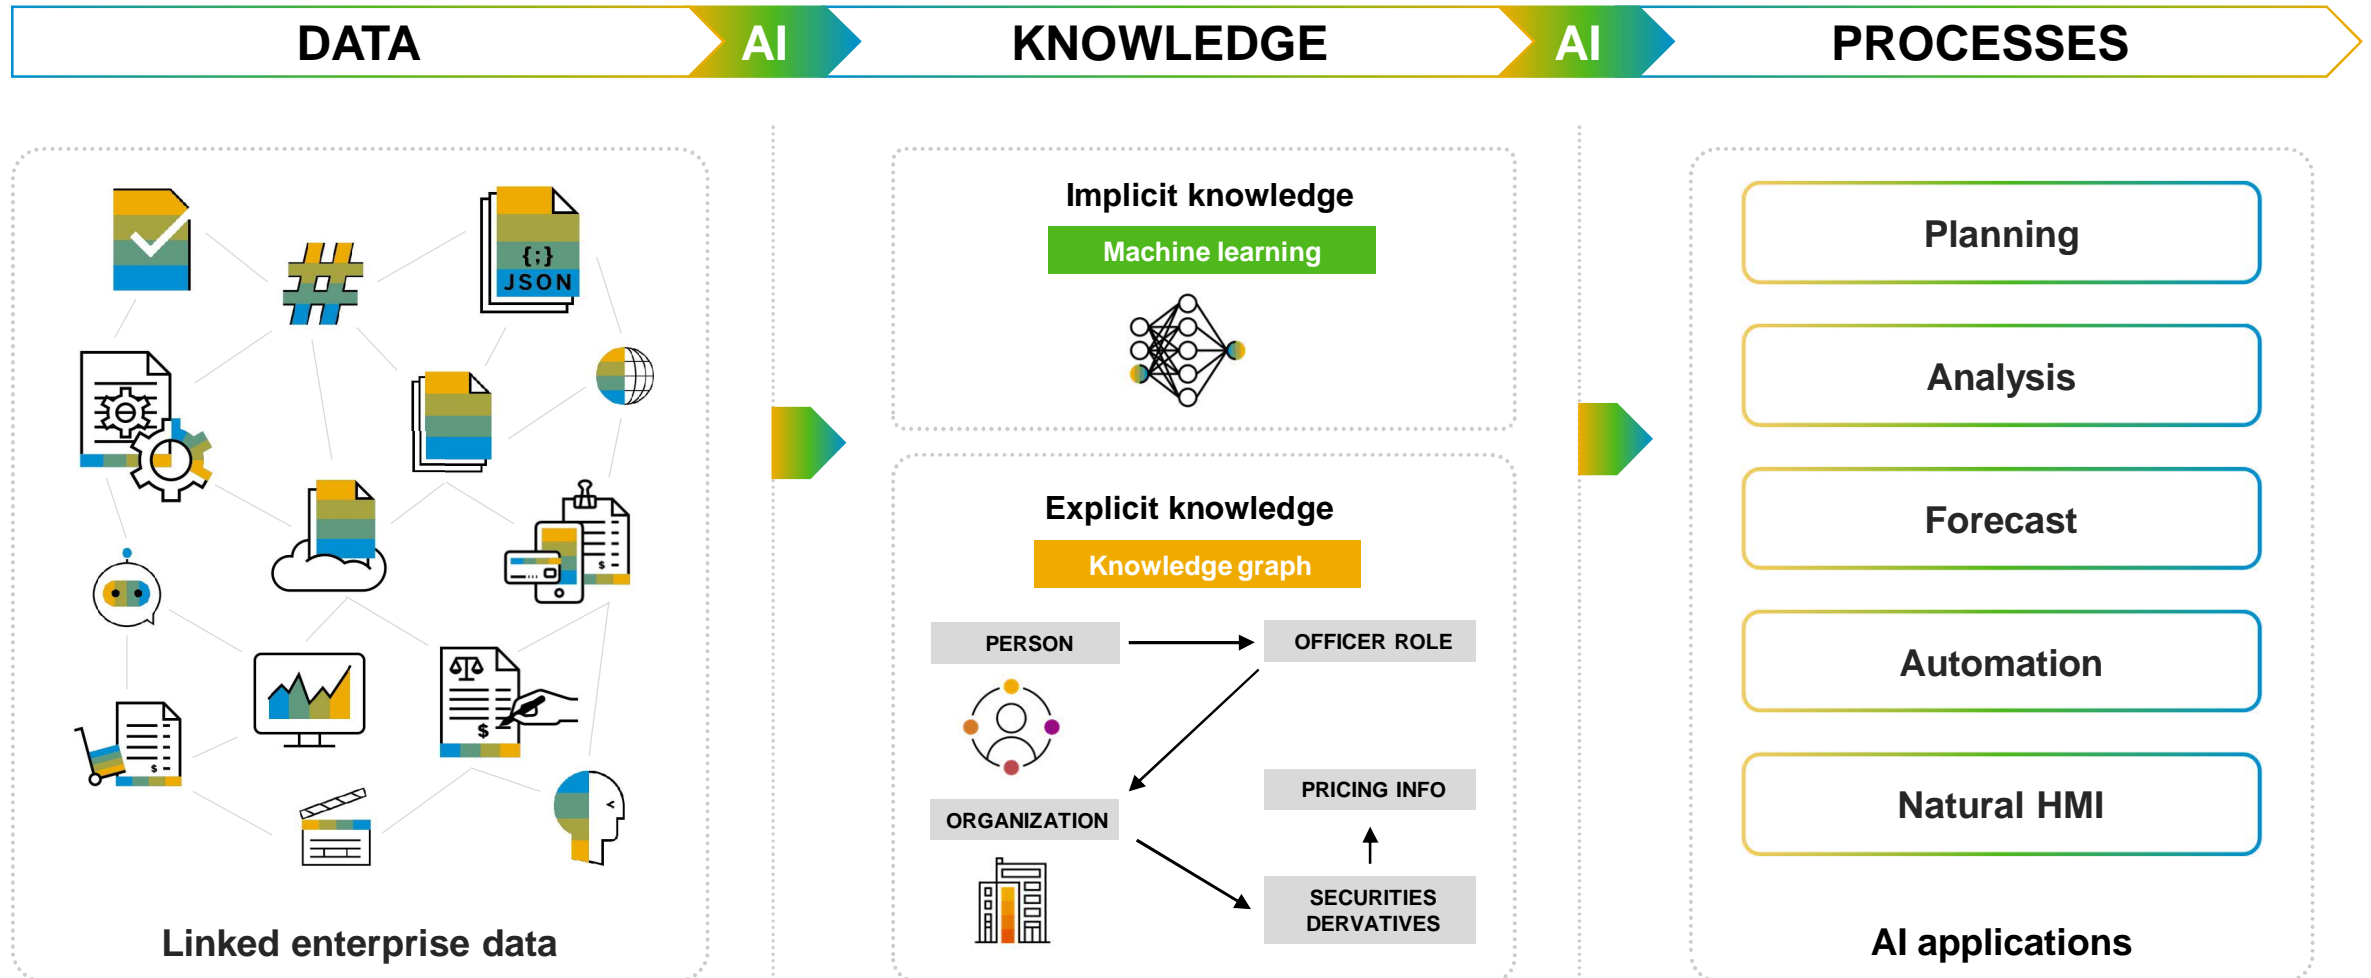 DATA
AI
KNOWLEDGE
AI
PROCESSES
{;}
JSON
$
$
$
Linked enterprise data
Implicit knowledge
Machine learning
Explicit knowledge
Knowledge graph
PERSON
OFFICER ROLE
PRICING INFO
ORGANIZATION
SECURITIES
DERVATIVES
Planning
Analysis
Forecast
Automation
Natural HMI
AI applications